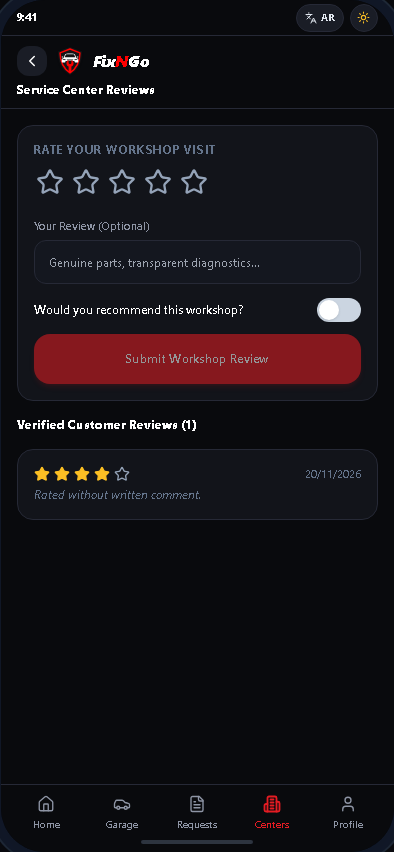 9:41
AR
FixNGo
Service Center Reviews
RATE YOUR WORKSHOP VISIT
Your Review (Optional)
Genuine parts, transparent diagnostics...
Would you recommend this workshop?
Submit Workshop Review
Verified Customer Reviews (1)
20/11/2026
Rated without written comment.
Home
Garage
Requests
Centers
Profile